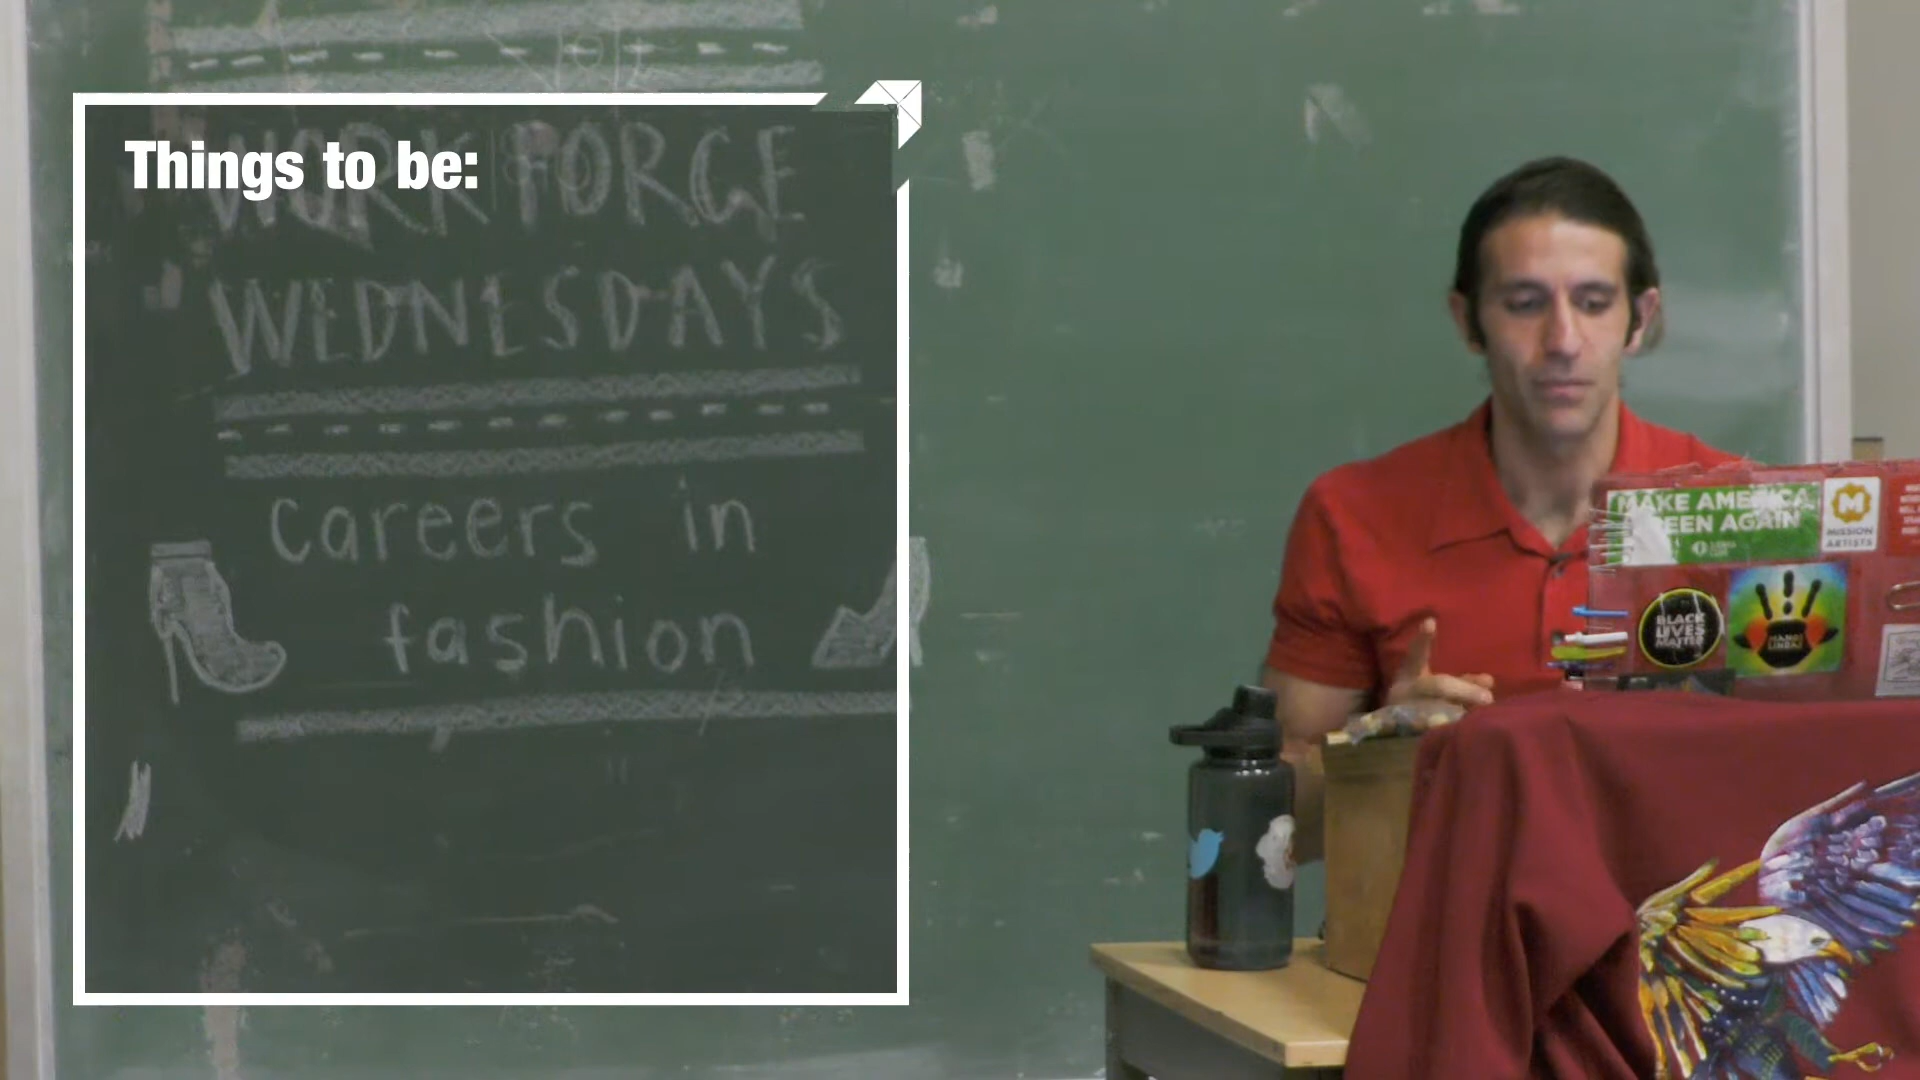 Things to be:
WORK FORCE
WEDNESDAYS
careers in
fashion
MAKE AMERICA
GREEN AGAIN
M
MISSION
ARTISTS
BLACK
LIVES
MATTER